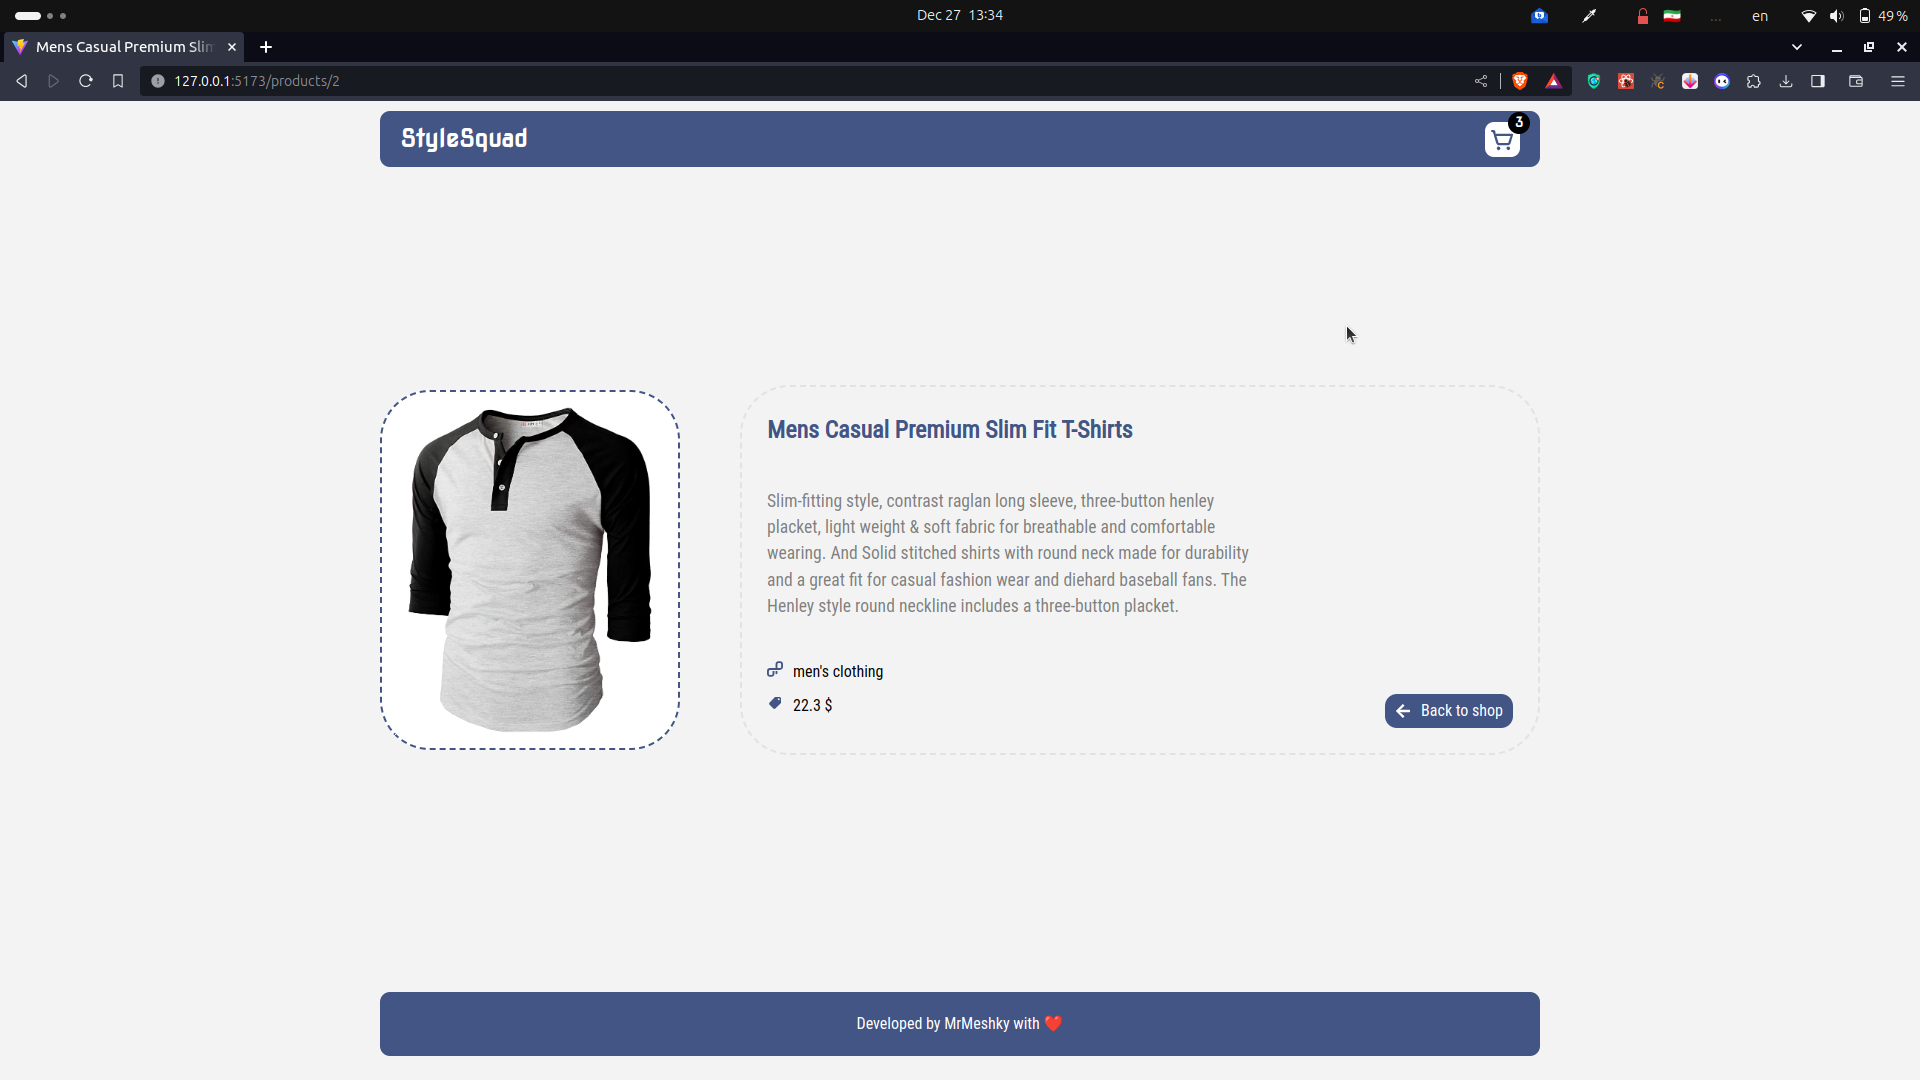 Dec 27 13:34
en
49 %
Mens Casual Premium Slim
127.0.0.1:5173/products/2
StyleSquad
3
Mens Casual Premium Slim Fit T-Shirts
Slim-fitting style, contrast raglan long sleeve, three-button henley
placket, light weight & soft fabric for breathable and comfortable
wearing. And Solid stitched shirts with round neck made for durability
and a great fit for casual fashion wear and diehard baseball fans. The
Henley style round neckline includes a three-button placket.
men's clothing
22.3 $
Back to shop
Developed by MrMeshky with ❤️